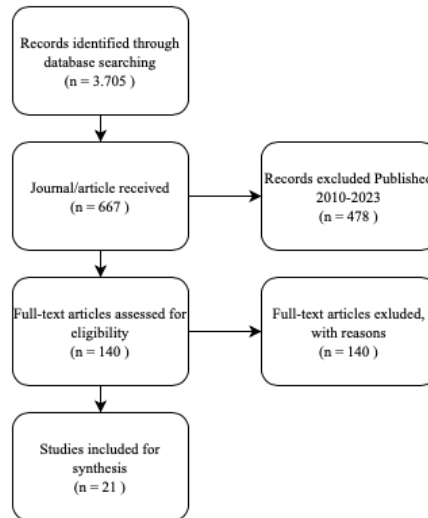 Records identified through
database searching
(n = 3.705 )
Journal/article received
(n = 667 )
Records excluded Published
2010-2023
(n = 478 )
Full-text articles assessed for
eligibility
(n = 140 )
Full-text articles exluded,
with reasons
(n = 140 )
Studies included for
synthesis
(n = 21 )